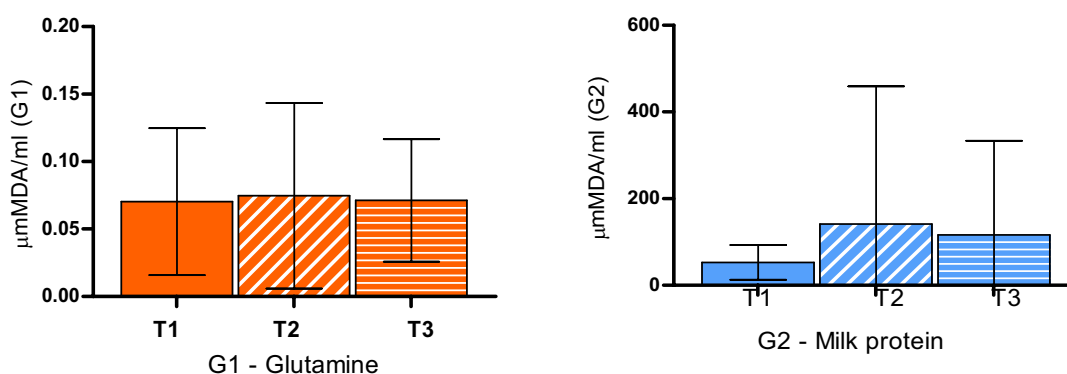 0.20
0.15
0.10
0.05
0.00
µmMDA/ml (G1)
T1 T2 T3
G1 - Glutamine
600
400
200
0
µmMDA/ml (G2)
T1 T2 T3
G2 - Milk protein